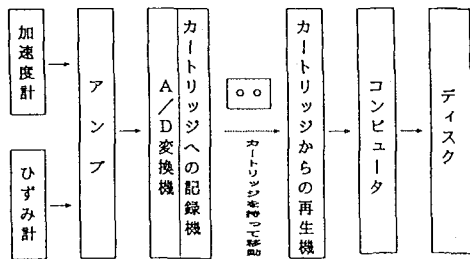 加速度計
ひずみ計
アンプ
A/D変換機
カートリッジへの記録機
カートリッジを持って移動
カートリッジからの再生機
コンピュータ
ディスク